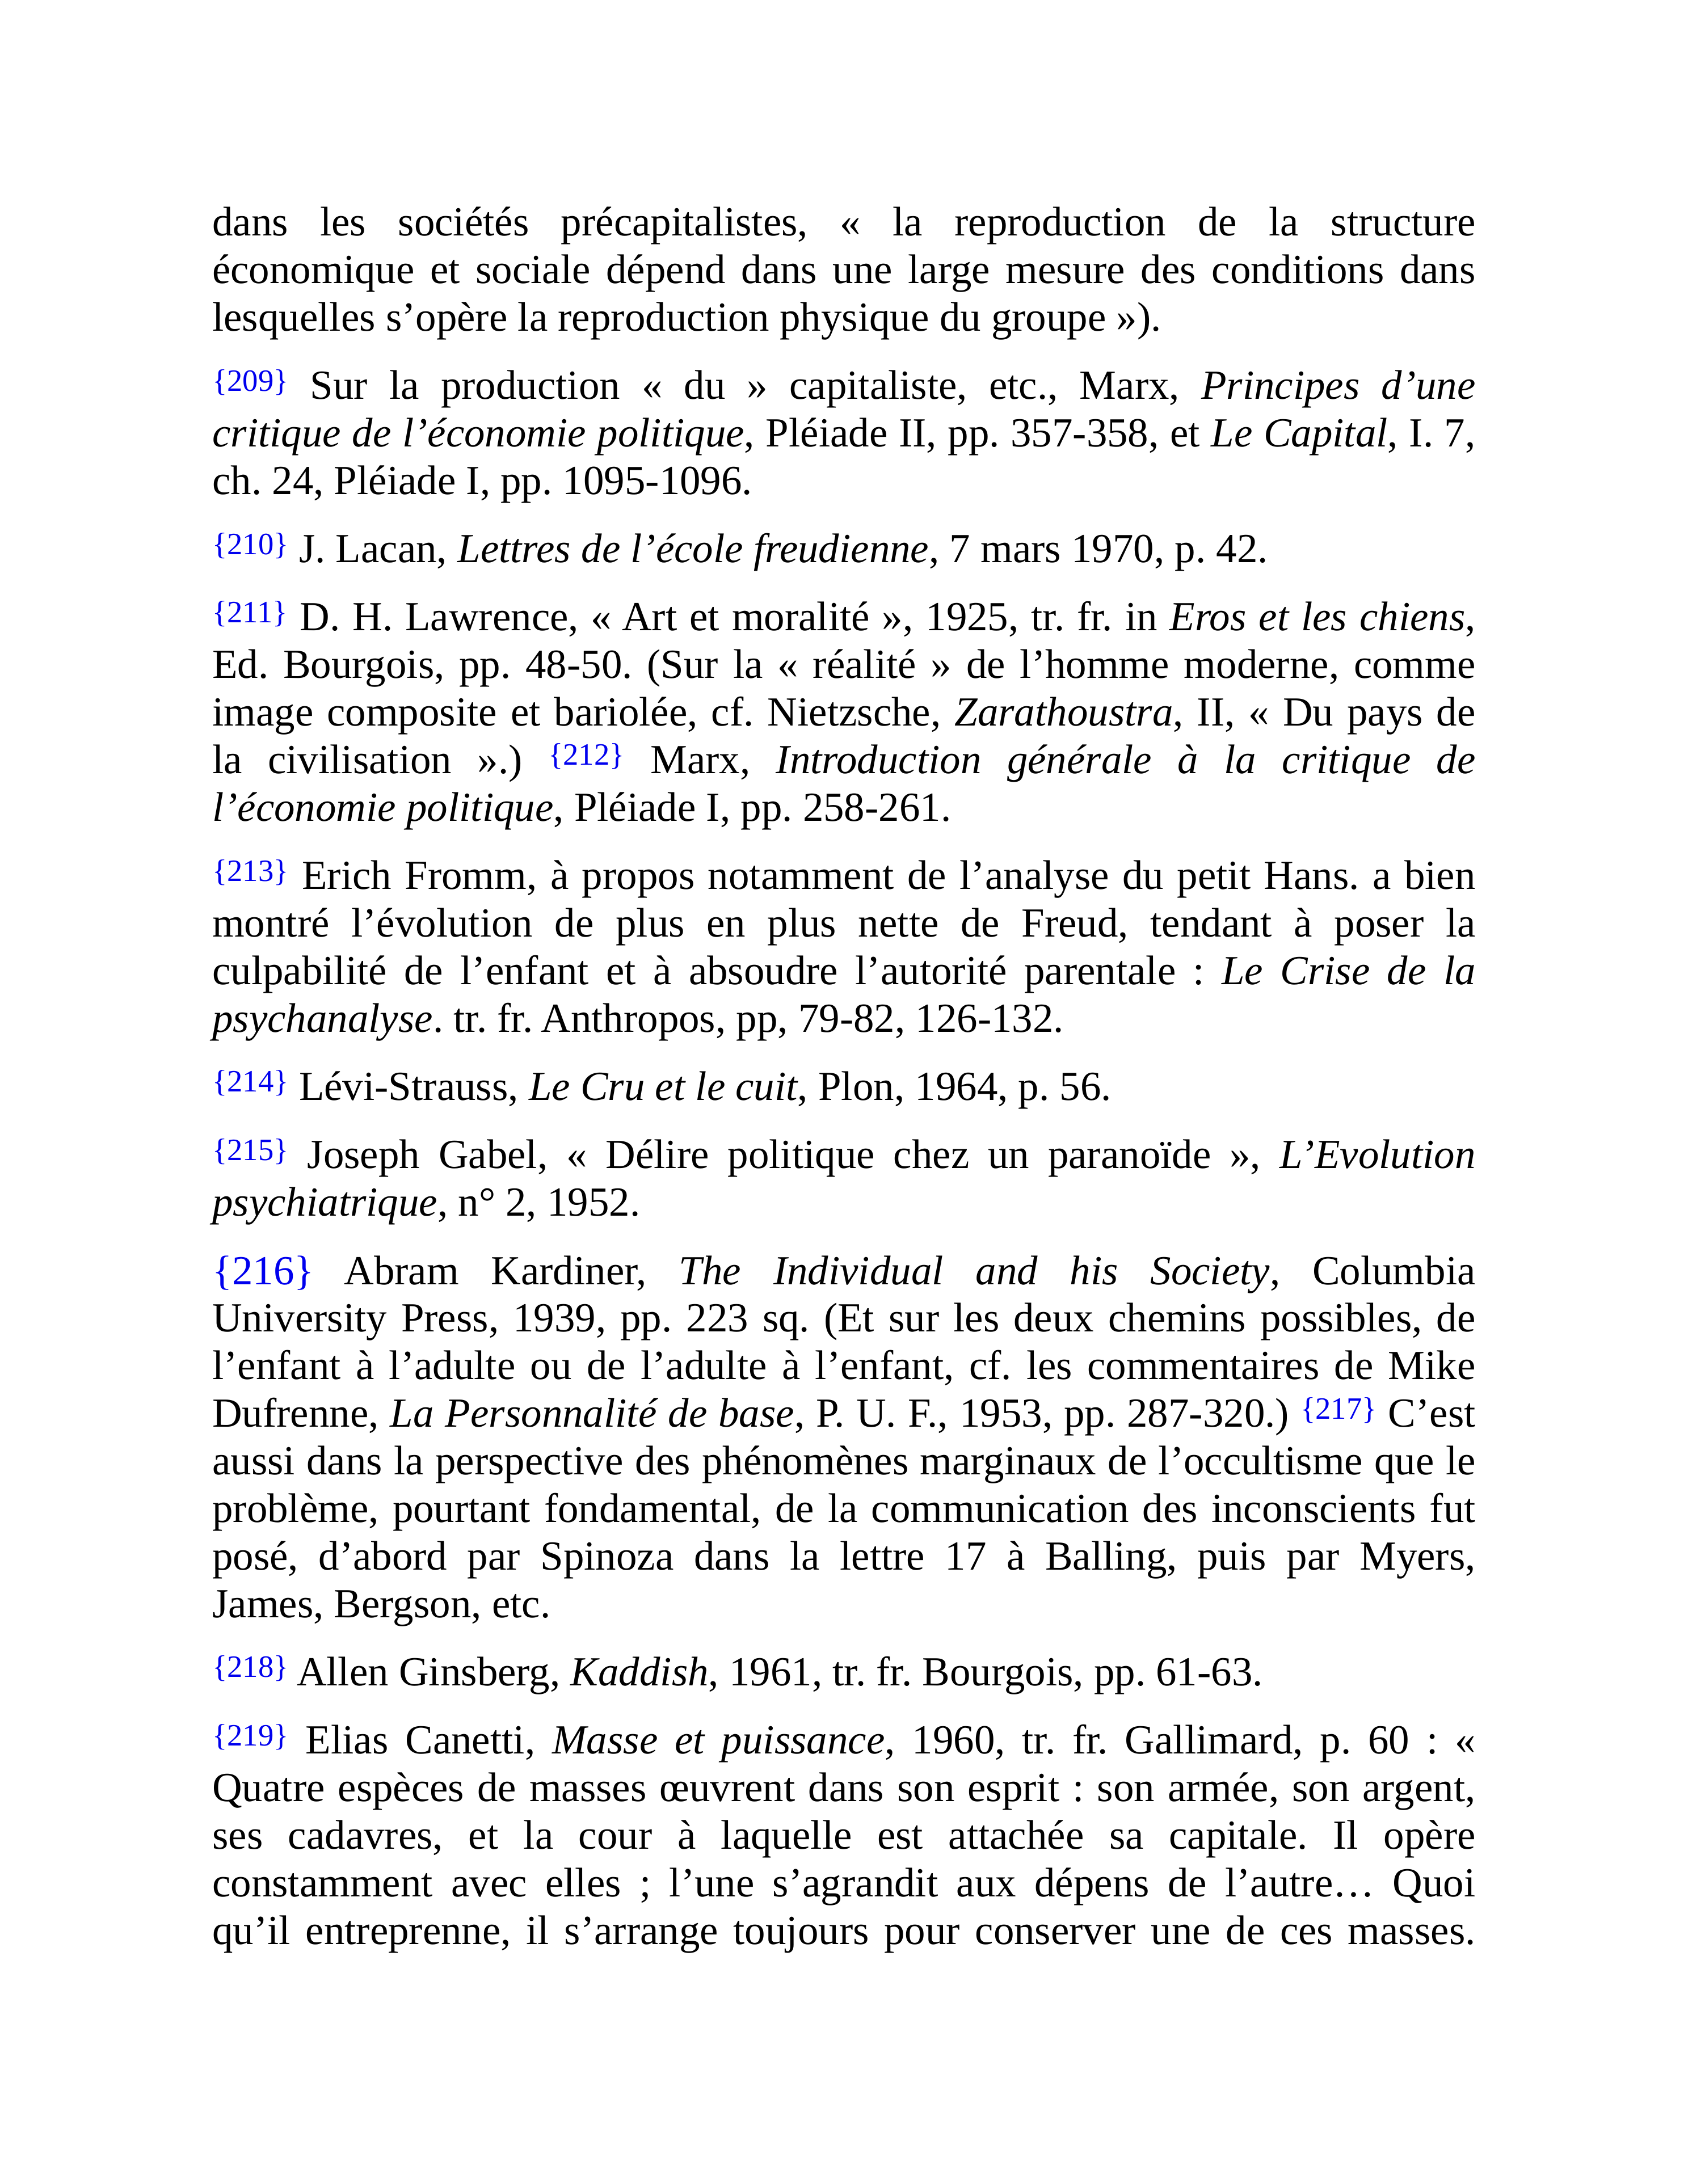 dans les sociétés précapitalistes, « la reproduction de la structure
économique et sociale dépend dans une large mesure des conditions dans
lesquelles s’opère la reproduction physique du groupe »).
{209} Sur la production « du » capitaliste, etc., Marx, Principes d’une
critique de l’économie politique, Pléiade II, pp. 357-358, et Le Capital, I. 7,
ch. 24, Pléiade I, pp. 1095-1096.
{210} J. Lacan, Lettres de l’école freudienne, 7 mars 1970, p. 42.
{211} D. H. Lawrence, « Art et moralité », 1925, tr. fr. in Eros et les chiens,
Ed. Bourgois, pp. 48-50. (Sur la « réalité » de l’homme moderne, comme
image composite et bariolée, cf. Nietzsche, Zarathoustra, II, « Du pays de
la civilisation ».) {212} Marx, Introduction générale à la critique de
l’économie politique, Pléiade I, pp. 258-261.
{213} Erich Fromm, à propos notamment de l’analyse du petit Hans. a bien
montré l’évolution de plus en plus nette de Freud, tendant à poser la
culpabilité de l’enfant et à absoudre l’autorité parentale : Le Crise de la
psychanalyse. tr. fr. Anthropos, pp, 79-82, 126-132.
{214} Lévi-Strauss, Le Cru et le cuit, Plon, 1964, p. 56.
{215} Joseph Gabel, « Délire politique chez un paranoïde », L’Evolution
psychiatrique, n° 2, 1952.
{216} Abram Kardiner, The Individual and his Society, Columbia
University Press, 1939, pp. 223 sq. (Et sur les deux chemins possibles, de
l’enfant à l’adulte ou de l’adulte à l’enfant, cf. les commentaires de Mike
Dufrenne, La Personnalité de base, P. U. F., 1953, pp. 287-320.) {217} C’est
aussi dans la perspective des phénomènes marginaux de l’occultisme que le
problème, pourtant fondamental, de la communication des inconscients fut
posé, d’abord par Spinoza dans la lettre 17 à Balling, puis par Myers,
James, Bergson, etc.
{218} Allen Ginsberg, Kaddish, 1961, tr. fr. Bourgois, pp. 61-63.
{219} Elias Canetti, Masse et puissance, 1960, tr. fr. Gallimard, p. 60 : «
Quatre espèces de masses œuvrent dans son esprit : son armée, son argent,
ses cadavres, et la cour à laquelle est attachée sa capitale. Il opère
constamment avec elles ; l’une s’agrandit aux dépens de l’autre… Quoi
qu’il entreprenne, il s’arrange toujours pour conserver une de ces masses.